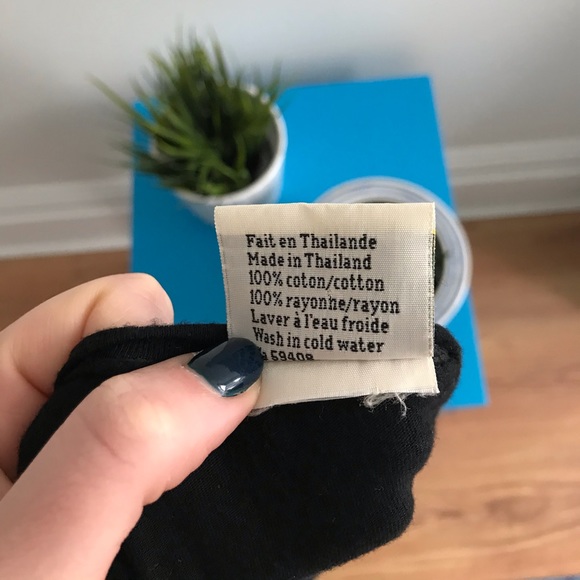 Fait en Thailande
Made in Thailand
100% coton/cotton
100% rayonne/rayon
Laver à l'eau froide
Wash in cold water
59408